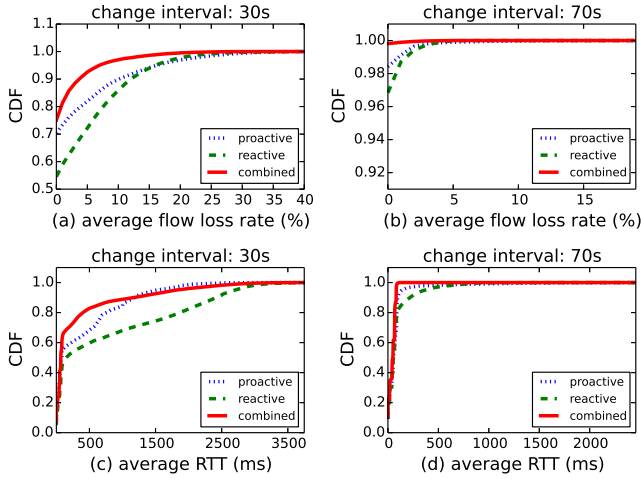 change interval: 30s
CDF
1.1
1.0
0.9
0.8
0.7
0.6
0.5
proactive
reactive
combined
0 5 10 15 20 25 30 35 40
(a) average flow loss rate (%)
change interval: 70s
CDF
1.00
0.98
0.96
0.94
0.92
proactive
reactive
combined
0 5 10 15
(b) average flow loss rate (%)
change interval: 30s
CDF
1.0
0.8
0.6
0.4
0.2
0.0
proactive
reactive
combined
500 1500 2500 3500
(c) average RTT (ms)
change interval: 70s
CDF
1.0
0.8
0.6
0.4
0.2
0.0
proactive
reactive
combined
0 500 1000 1500 2000
(d) average RTT (ms)